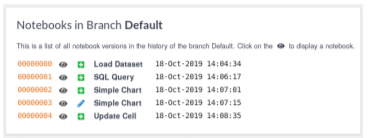 Notebooks in Branch Default
This is a list of all notebook versions in the history of the branch Default. Click on the to display a notebook.
00000000 Load Dataset 18-Oct-2019 14:04:34
00000001 SQL Query 18-Oct-2019 14:06:17
00000002 Simple Chart 18-Oct-2019 14:07:01
00000003 Simple Chart 18-Oct-2019 14:07:15
00000004 Update Cell 18-Oct-2019 14:08:35